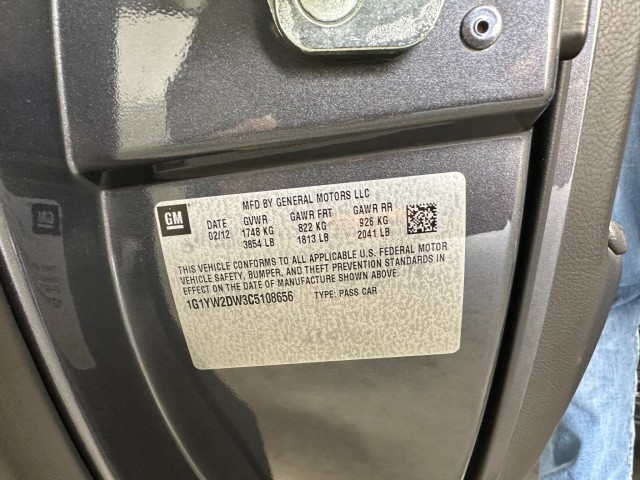 MFD BY GENERAL MOTORS LLC
GM
DATE GVWR GAWR FRT GAWR RR
02/12 1748 KG 822 KG 926 KG
3854 LB 1813 LB 2041 LB
THIS VEHICLE CONFORMS TO ALL APPLICABLE U.S. FEDERAL MOTOR
VEHICLE SAFETY, BUMPER, AND THEFT PREVENTION STANDARDS IN
EFFECT ON THE DATE OF MANUFACTURE SHOWN ABOVE.
1G1YW2DW3C5108656 TYPE: PASS CAR